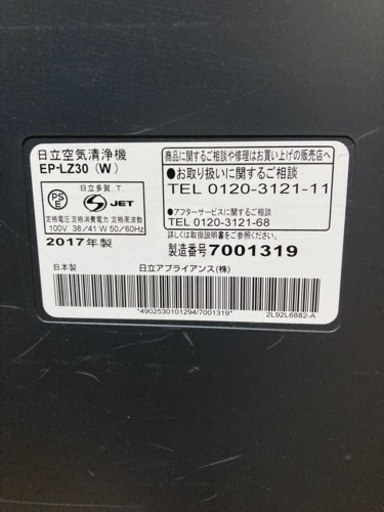 日立空気清浄機
EP-LZ30 (W)
日立多賀.T.
PSE
S JET
定格電圧 定格消費電力 定格周波数
100V 38/41 W 50/60Hz
2017年製
商品に関するご相談や修理はお買い上げの販売店へ
●お取り扱いに関するご相談
TEL 0120-3121-11
●アフターサービスに関するご相談
TEL 0120-3121-68
詳しくは取扱説明書をご参照ください。
製造番号 7001319
日本製
日立アプライアンス(株)
*4902530101294/7001319*
2L92L6882-A